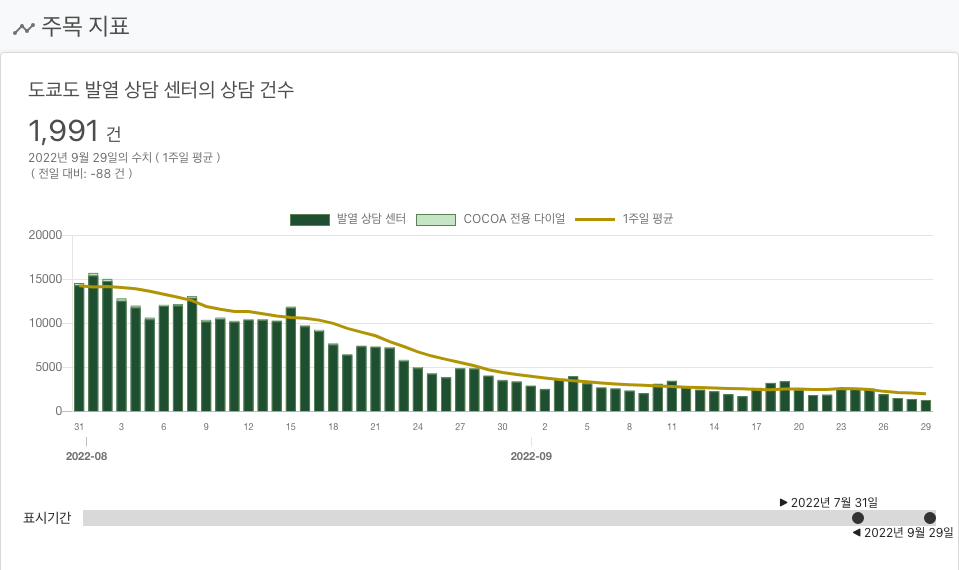 주목 지표
도쿄도 발열 상담 센터의 상담 건수
1,991 건
2022년 9월 29일의 수치 ( 1주일 평균 )
( 전일 대비: -88 건 )
발열 상담 센터 COCOA 전용 다이얼 1주일 평균
20000
15000
10000
5000
0
31 3 6 9 12 15 18 21 24 27 30 2 5 8 11 14 17 20 23 26 29
2022-08 2022-09
▶ 2022년 7월 31일
표시기간
◀ 2022년 9월 29일